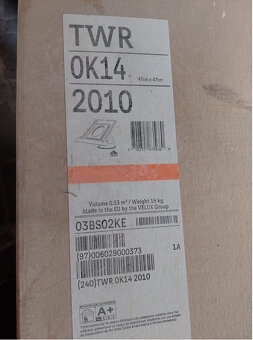 TWR
0K14
47cm x 47cm
2010
Volume 0.33 m³ / Weight 16 kg
Made in the EU by the VELUX Group
03BS02KE
1A
(97)006029000373
(240)TWR 0K14 2010
A+